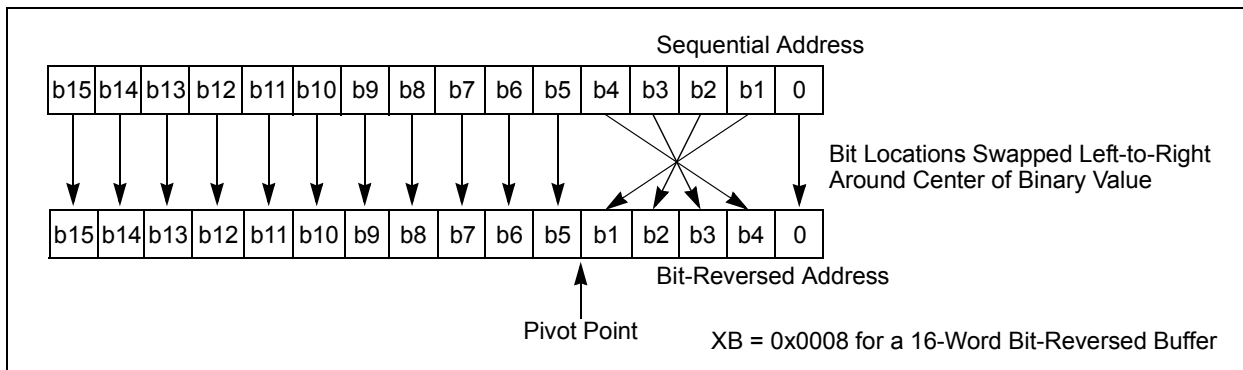 Sequential Address
b15 b14 b13 b12 b11 b10 b9 b8 b7 b6 b5 b4 b3 b2 b1 0
Bit Locations Swapped Left-to-Right
Around Center of Binary Value
b15 b14 b13 b12 b11 b10 b9 b8 b7 b6 b5 b1 b2 b3 b4 0
Bit-Reversed Address
Pivot Point
XB = 0x0008 for a 16-Word Bit-Reversed Buffer